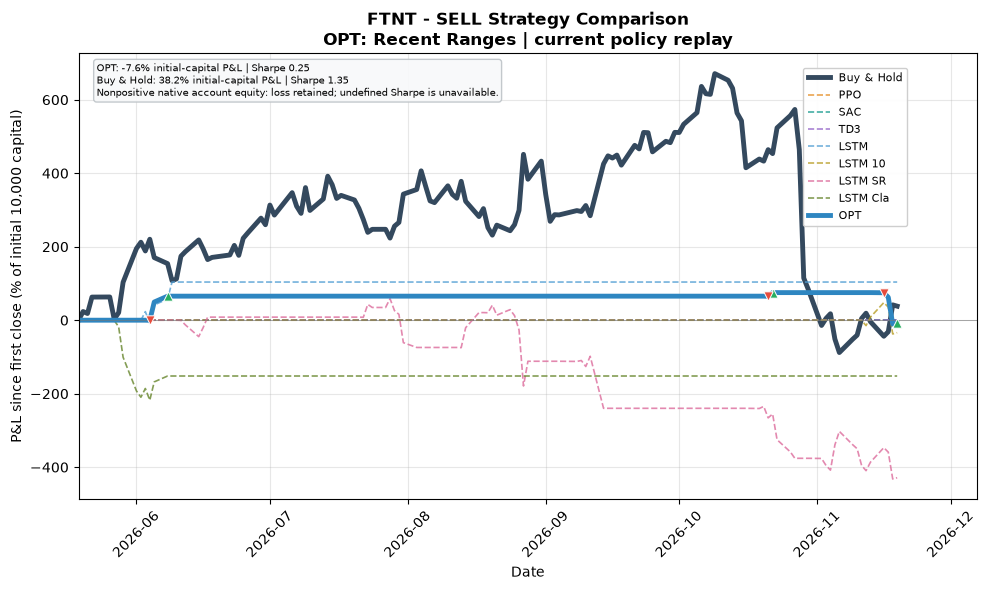 FTNT - SELL Strategy Comparison
OPT: Recent Ranges | current policy replay
OPT: -7.6% initial-capital P&L | Sharpe 0.25
Buy & Hold: 38.2% initial-capital P&L | Sharpe 1.35
Nonpositive native account equity: loss retained; undefined Sharpe is unavailable.
Buy & Hold
PPO
SAC
TD3
LSTM
LSTM 10
LSTM SR
LSTM Cla
OPT
P&L since first close (% of initial 10,000 capital)
600
400
200
0
−200
−400
2026-06
2026-07
2026-08
2026-09
2026-10
2026-11
2026-12
Date